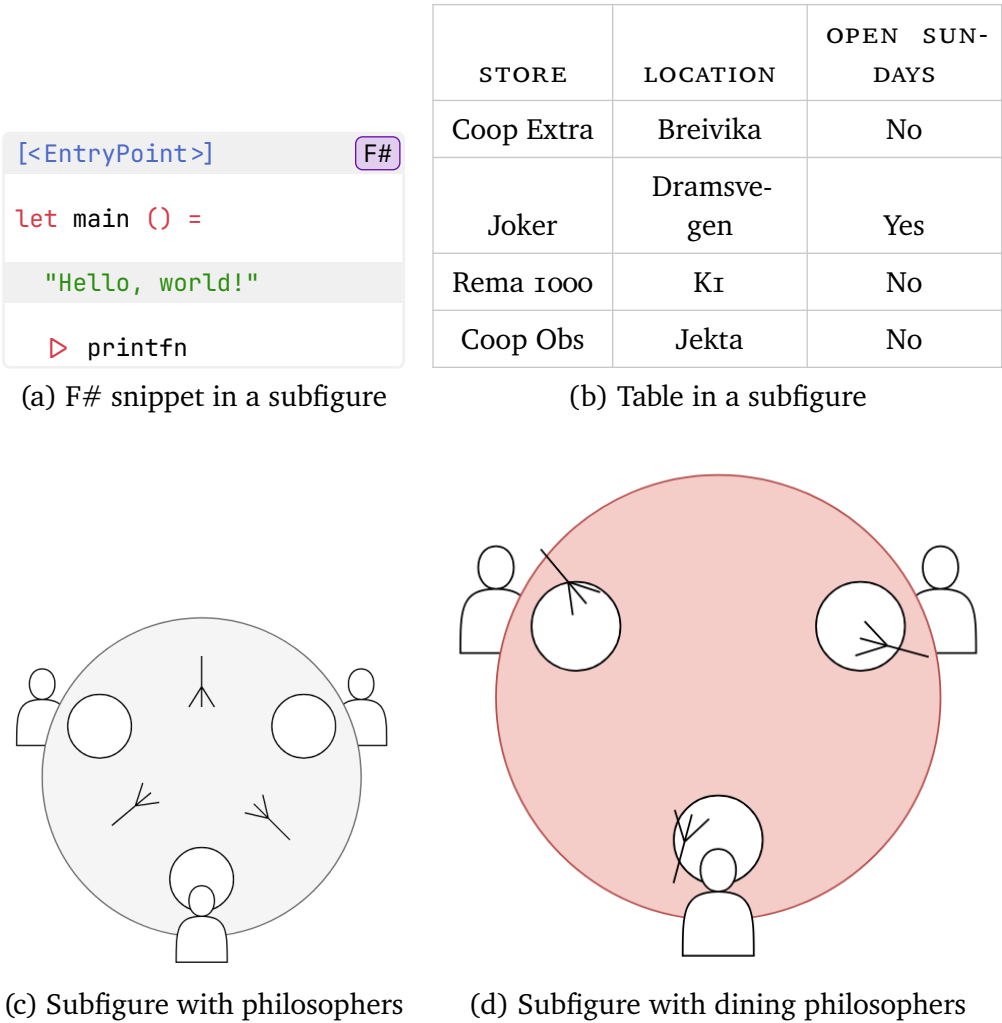 [<EntryPoint>] F#
let main () =
"Hello, world!"
|> printfn
(a) F# snippet in a subfigure
STORE LOCATION OPEN SUN-
DAYS
Coop Extra Breivika No
Joker Dramsve-
gen Yes
Rema 1000 K1 No
Coop Obs Jekta No
(b) Table in a subfigure
(c) Subfigure with philosophers
(d) Subfigure with dining philosophers